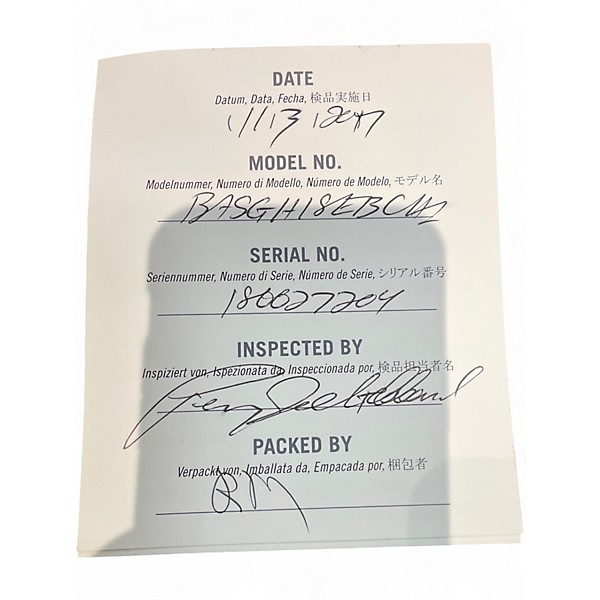 DATE
Datum, Data, Fecha, 検品実施日
11/13/2017
MODEL NO.
Modelnummer, Numero di Modello, Número de Modelo, モデル名
BASGH18EBCH1
SERIAL NO.
Seriennummer, Numero di Serie, Número de Serie, シリアル番号
180027204
INSPECTED BY
Inspiziert von, Ispezionata da, Inspeccionada por, 検品担当者名
PACKED BY
Verpackt von, Imballata da, Empacada por, 梱包者
RM